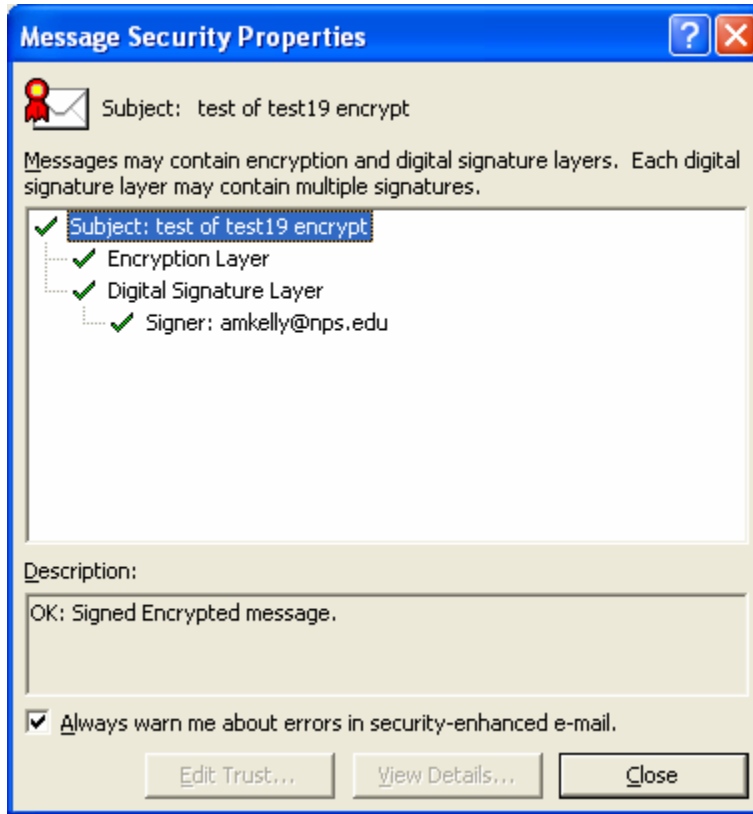 Message Security Properties
Subject: test of test19 encrypt
Messages may contain encryption and digital signature layers. Each digital
signature layer may contain multiple signatures.
Subject: test of test19 encrypt
Encryption Layer
Digital Signature Layer
Signer: amkelly@nps.edu
Description:
OK: Signed Encrypted message.
Always warn me about errors in security-enhanced e-mail.
Edit Trust... View Details... Close